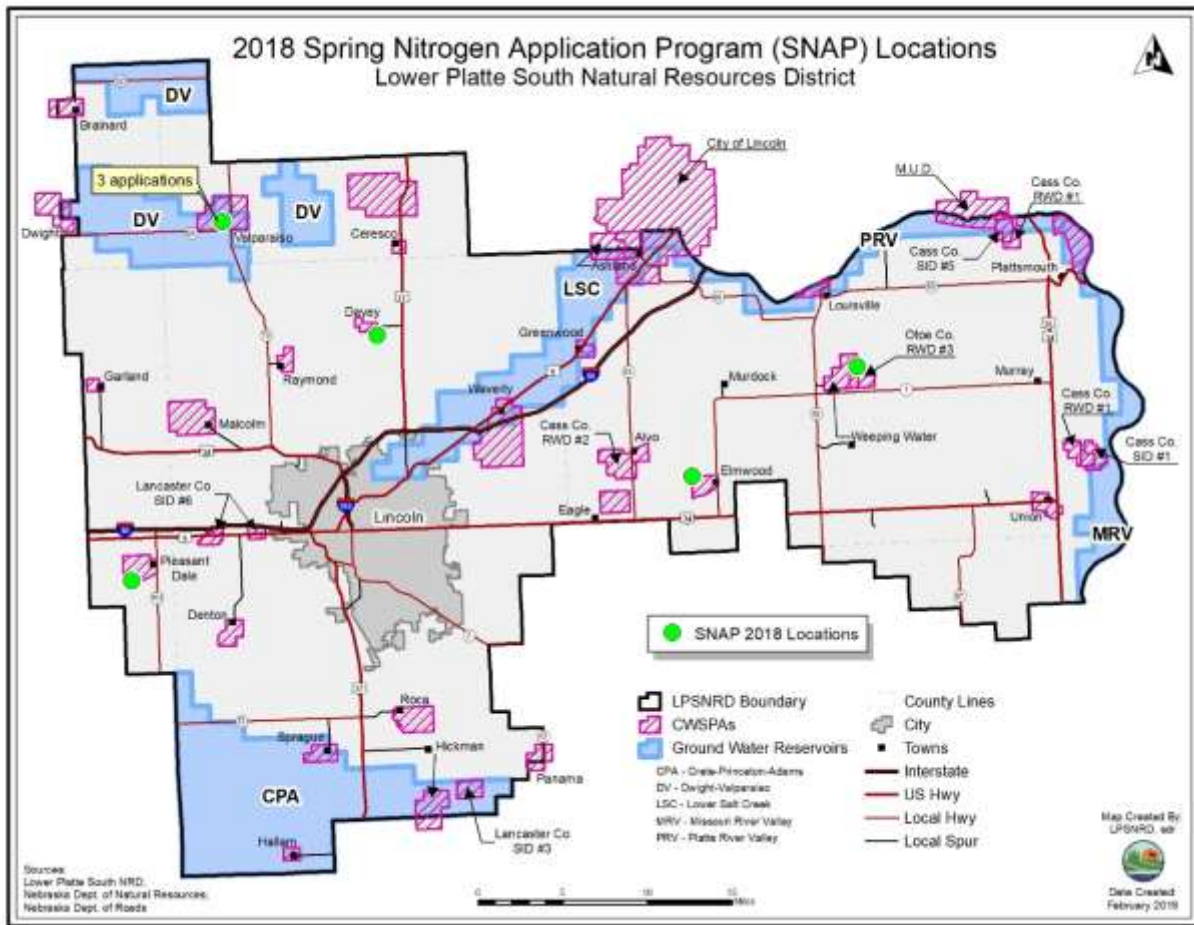 2018 Spring Nitrogen Application Program (SNAP) Locations
Lower Platte South Natural Resources District
N
DV
Brainard
City of Lincoln
3 applications
M.U.D.
Cass Co.
RWD #1
DV
DV
Dwight
Valparaiso
Ceresco
PRV
Cass Co.
SID #5
Ashland
Plattsmouth
LSC
Louisville
Davey
Greenwood
Otoe Co.
RWD #3
Raymond
Garland
Waverly
Murdock
Murray
Malcolm
Cass Co.
RWD #2
Alvo
Weeping Water
Cass Co.
RWD #1
Cass Co.
SID #1
Lancaster Co
SID #6
Elmwood
Lincoln
Eagle
Union
MRV
Pleasant
Dale
Denton
SNAP 2018 Locations
Roca
Sprague
Hickman
Panama
CPA
Hallam
Lancaster Co
SID #3
LPSNRD Boundary
CWSPAs
Ground Water Reservoirs
CPA - Crete-Princeton-Adams
DV - Dwight-Valparaiso
LSC - Lower Salt Creek
MRV - Missouri River Valley
PRV - Platte River Valley
County Lines
City
Towns
Interstate
US Hwy
Local Hwy
Local Spur
Map Created By:
LPSNRD, adr
Date Created
February 2019
Sources:
Lower Platte South NRD,
Nebraska Dept. of Natural Resources,
Nebraska Dept. of Roads
0 5 10 15
Miles